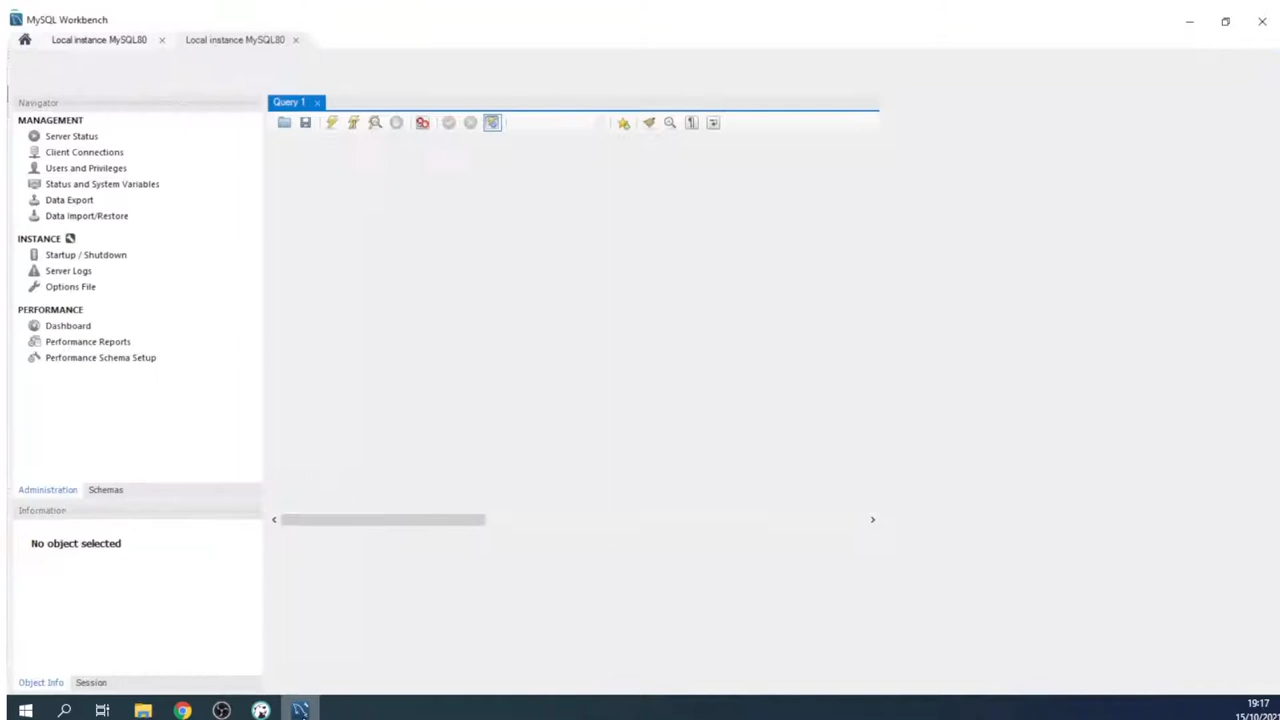 MySQL Workbench
Local instance MySQL80
Local instance MySQL80
Navigator
Query 1
MANAGEMENT
Server Status
Client Connections
Users and Privileges
Status and System Variables
Data Export
Data Import/Restore
INSTANCE
Startup / Shutdown
Server Logs
Options File
PERFORMANCE
Dashboard
Performance Reports
Performance Schema Setup
Administration Schemas
Information
No object selected
Object Info Session
19:17